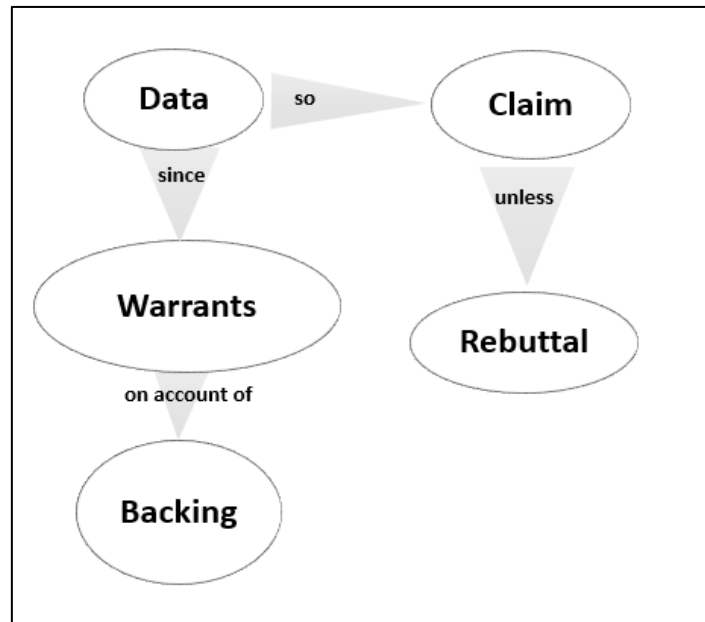 Data
so
Claim
since
unless
Warrants
Rebuttal
on account of
Backing